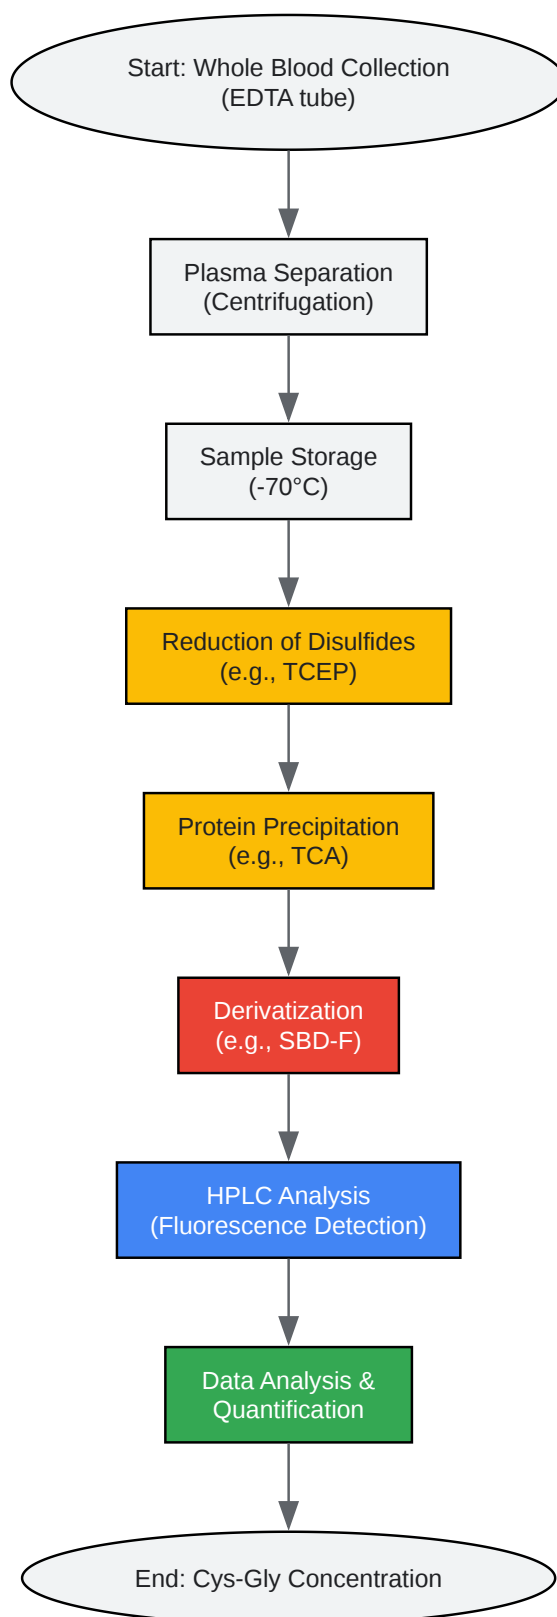 Start: Whole Blood Collection
(EDTA tube)
Plasma Separation
(Centrifugation)
Sample Storage
(-70°C)
Reduction of Disulfides
(e.g., TCEP)
Protein Precipitation
(e.g., TCA)
Derivatization
(e.g., SBD-F)
HPLC Analysis
(Fluorescence Detection)
Data Analysis &
Quantification
End: Cys-Gly Concentration